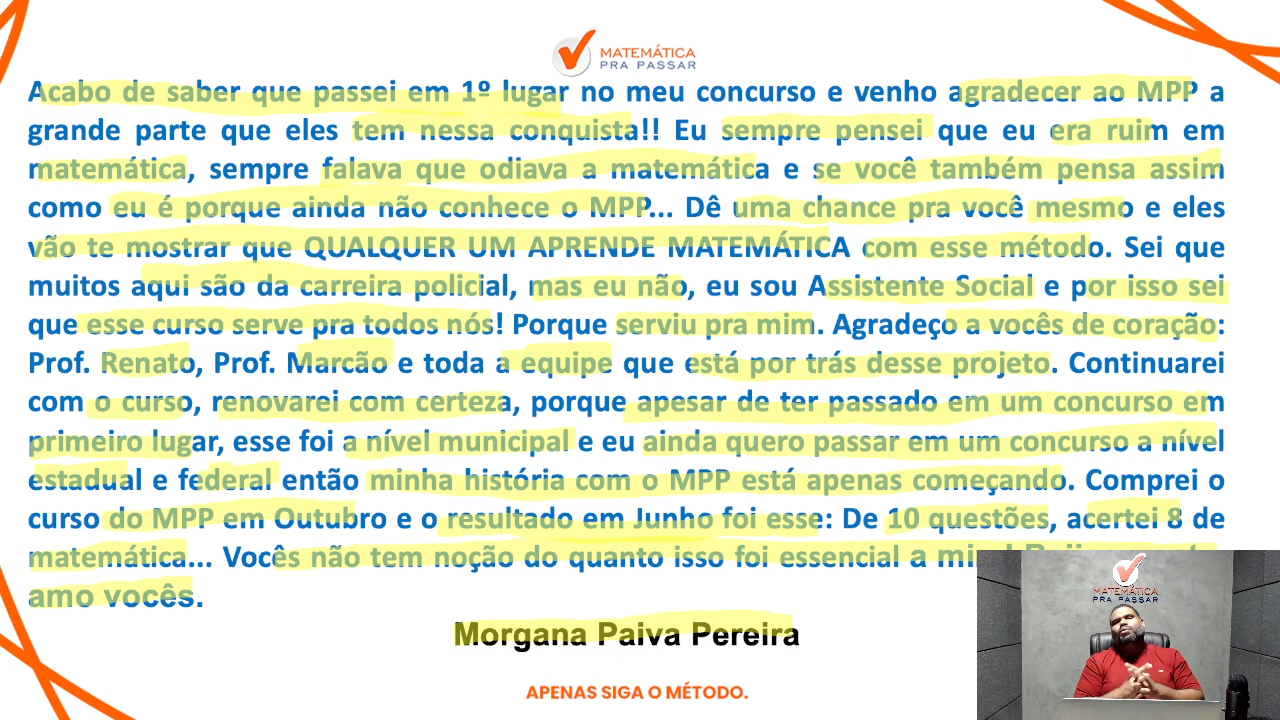 MATEMÁTICA
PRA PASSAR
Acabo de saber que passei em 1º lugar no meu concurso e venho agradecer ao MPP a
grande parte que eles tem nessa conquista!! Eu sempre pensei que eu era ruim em
matemática, sempre falava que odiava a matemática e se você também pensa assim
como eu é porque ainda não conhece o MPP... Dê uma chance pra você mesmo e eles
vão te mostrar que QUALQUER UM APRENDE MATEMÁTICA com esse método. Sei que
muitos aqui são da carreira policial, mas eu não, eu sou Assistente Social e por isso sei
que esse curso serve pra todos nós! Porque serviu pra mim. Agradeço a vocês de coração:
Prof. Renato, Prof. Marcão e toda a equipe que está por trás desse projeto. Continuarei
com o curso, renovarei com certeza, porque apesar de ter passado em um concurso em
primeiro lugar, esse foi a nível municipal e eu ainda quero passar em um concurso a nível
estadual e federal então minha história com o MPP está apenas começando. Comprei o
curso do MPP em Outubro e o resultado em Junho foi esse: De 10 questões, acertei 8 de
matemática... Vocês não tem noção do quanto isso foi essencial a
amo vocês.
Morgana Paiva Pereira
APENAS SIGA O MÉTODO.
MATEMÁTICA
PRA PASSAR